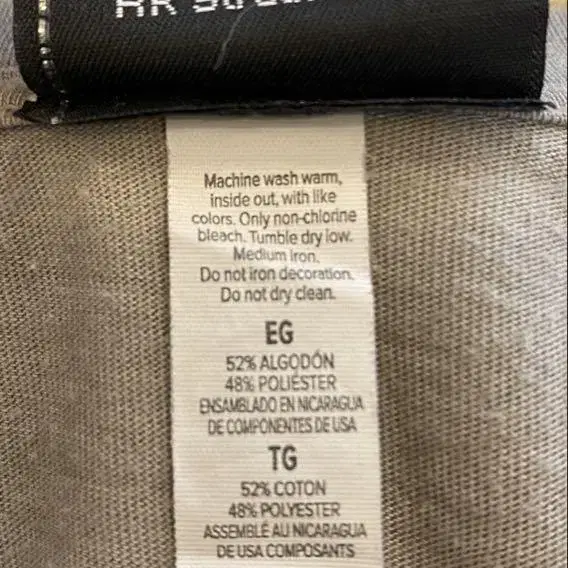 Machine wash warm,
inside out, with like
colors. Only non-chlorine
bleach. Tumble dry low.
Medium iron.
Do not iron decoration.
Do not dry clean.
EG
52% ALGODÓN
48% POLIÉSTER
ENSAMBLADO EN NICARAGUA
DE COMPONENTES DE USA
TG
52% COTON
48% POLYESTER
ASSEMBLÉ AU NICARAGUA
DE USA COMPOSANTS